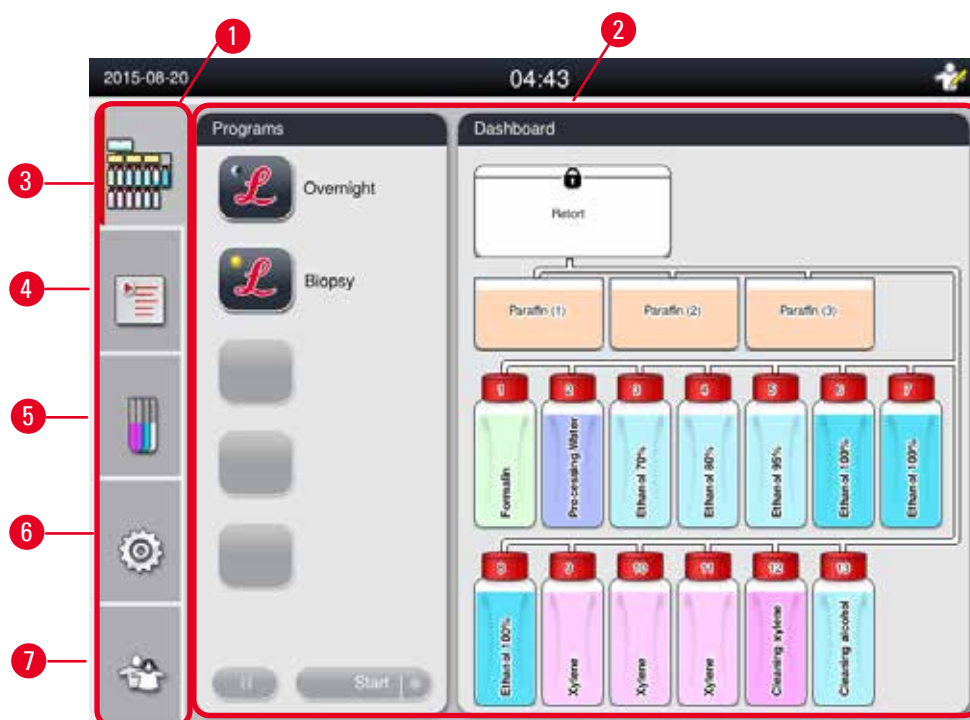 1
2
2015-08-20
04:43
3
4
5
6
7
Programs
Overnight
Biopsy
Start
Dashboard
Retort
Paraffin (1)
Paraffin (2)
Paraffin (3)
1
2
3
4
5
6
7
Formalin
Processing Water
Ethanol 70%
Ethanol 80%
Ethanol 95%
Ethanol 100%
Ethanol 100%
8
9
10
11
12
13
Ethanol 100%
Xylene
Xylene
Xylene
Cleaning xylene
Cleaning alcohol